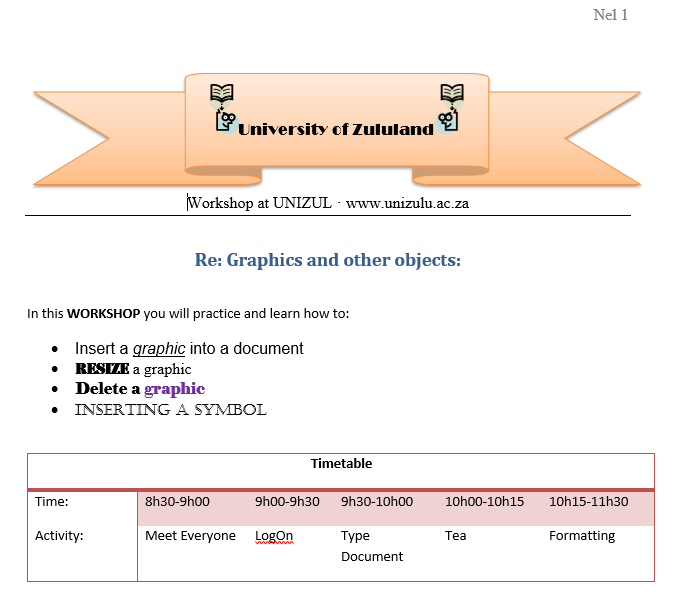 Nel 1
University of Zululand
Workshop at UNIZUL · www.unizulu.ac.za
Re: Graphics and other objects:
In this WORKSHOP you will practice and learn how to:
• Insert a graphic into a document
• RESIZE a graphic
• Delete a graphic
• INSERTING A SYMBOL
Timetable
Time: 8h30-9h00 9h00-9h30 9h30-10h00 10h00-10h15 10h15-11h30
Activity: Meet Everyone LogOn Type Tea Formatting
Document